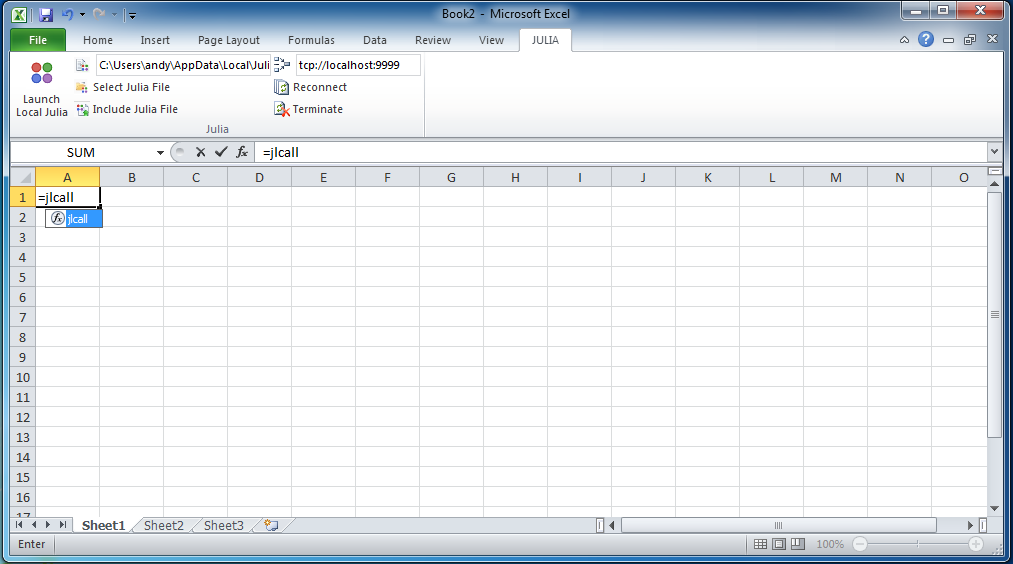 Book2 - Microsoft Excel
File Home Insert Page Layout Formulas Data Review View JULIA
C:\Users\andy\AppData\Local\Juli tcp://localhost:9999
Select Julia File Reconnect
Launch
Local Julia Include Julia File Terminate
Julia
SUM fx =jlcall
A B C D E F G H I J K L M N O
1 =jlcall
2 fx jlcall
3
4
5
6
7
8
9
10
11
12
13
14
15
16
17
Sheet1 Sheet2 Sheet3
Enter 100%